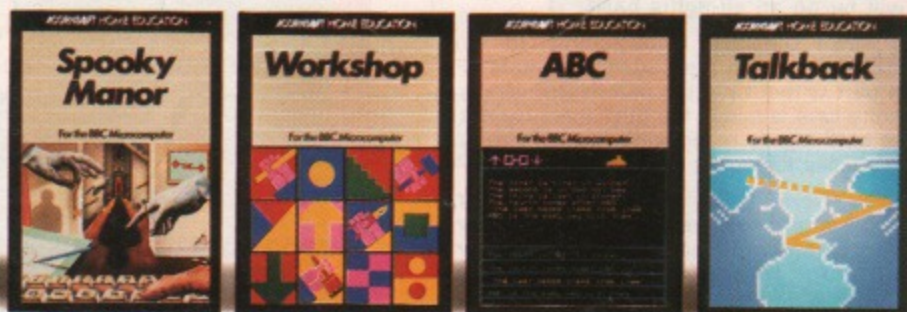 ACORNSOFT HOME EDUCATION
Spooky
Manor
For the BBC Microcomputer
ACORNSOFT HOME EDUCATION
Workshop
For the BBC Microcomputer
ACORNSOFT HOME EDUCATION
ABC
For the BBC Microcomputer
ACORNSOFT HOME EDUCATION
Talkback
For the BBC Microcomputer